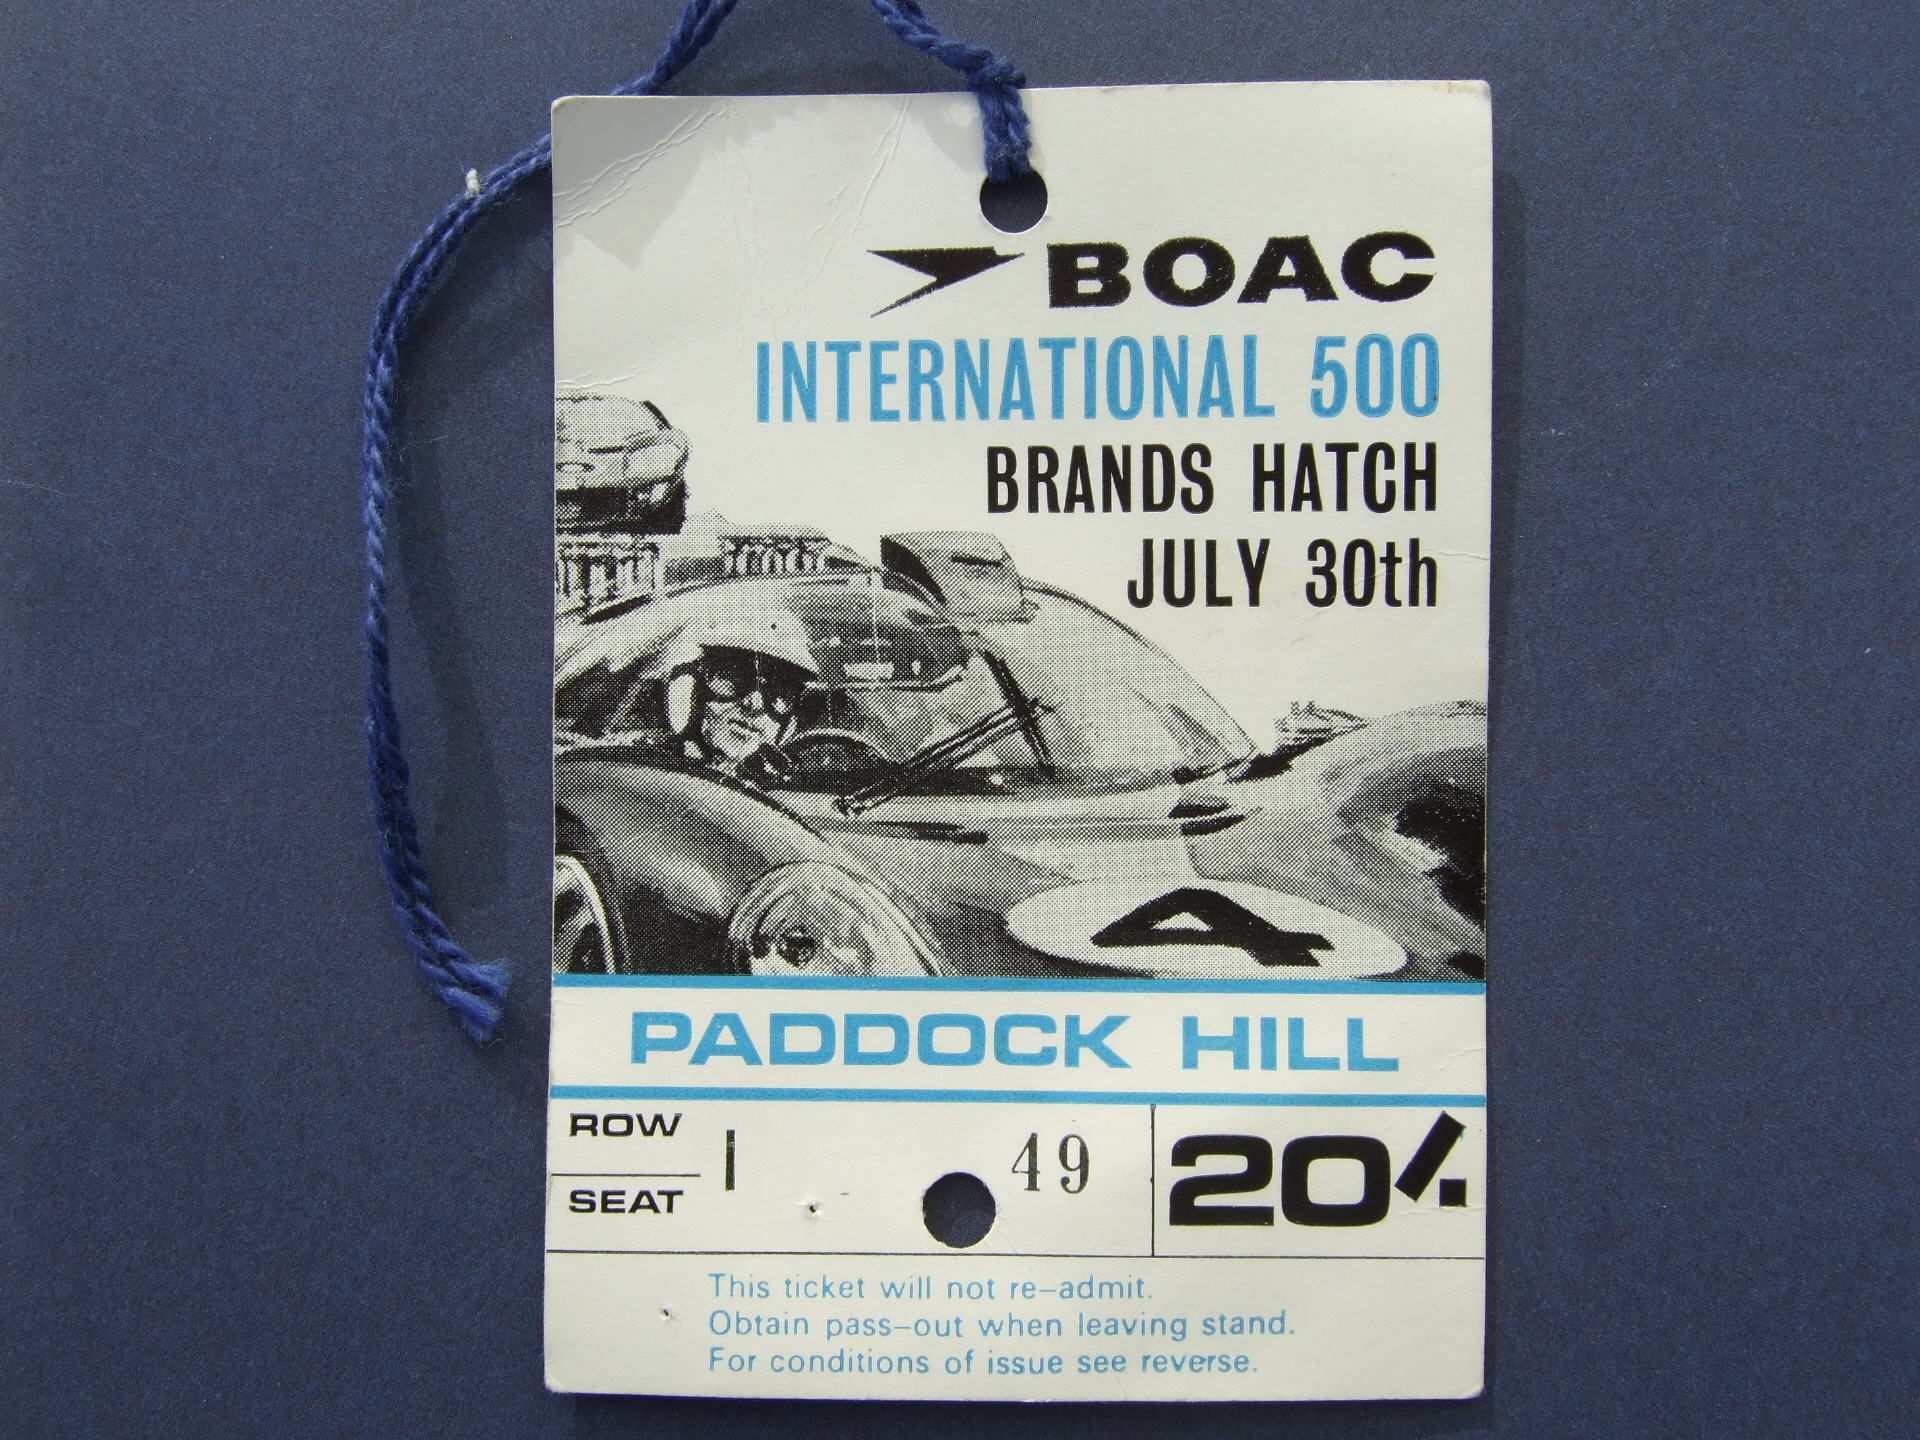 BOAC
INTERNATIONAL 500
BRANDS HATCH
JULY 30th
4
PADDOCK HILL
ROW
SEAT
I 49
20/.
This ticket will not re-admit.
Obtain pass-out when leaving stand.
For conditions of issue see reverse.